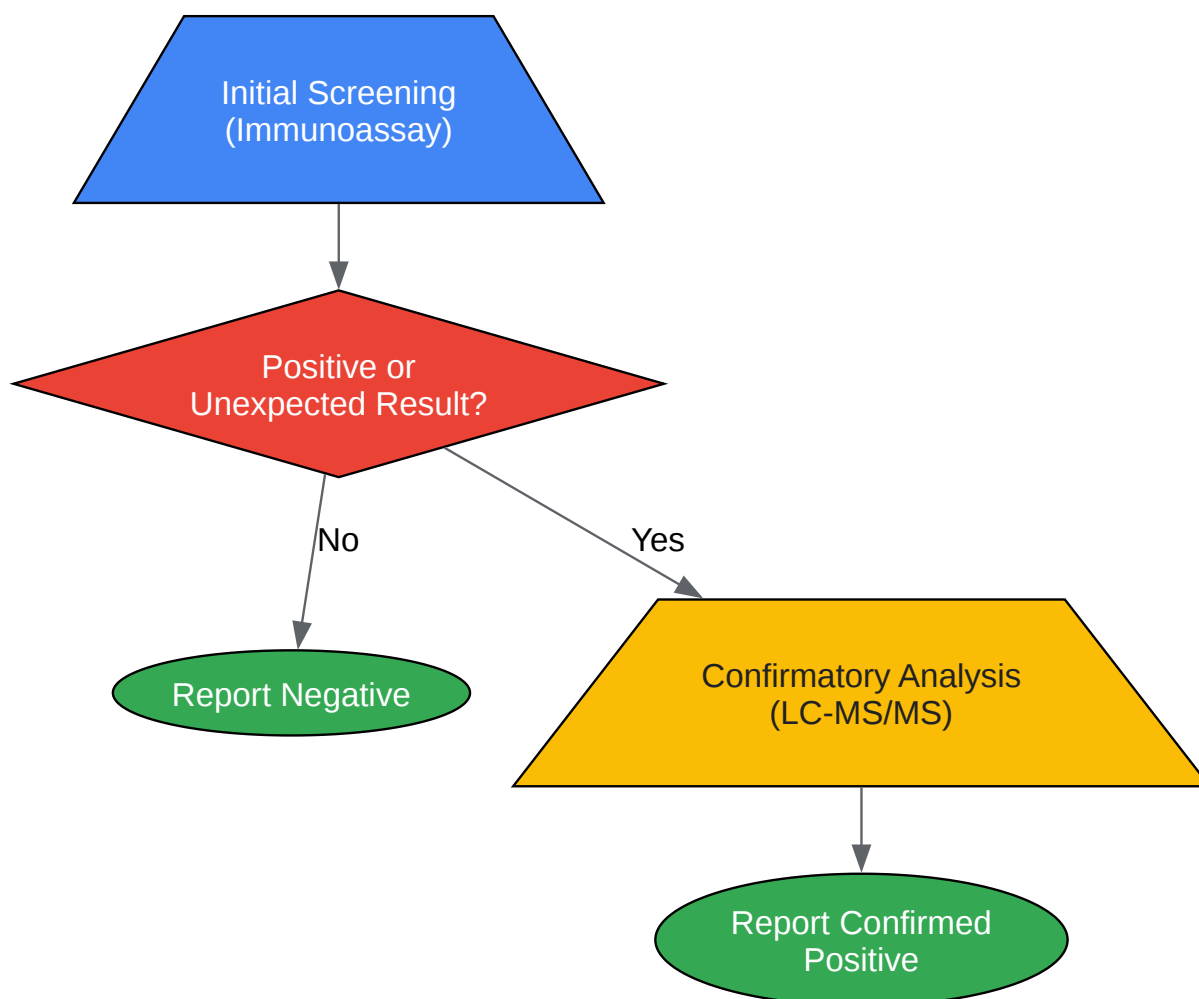 Initial Screening
(Immunoassay)
Positive or
Unexpected Result?
No
Yes
Report Negative
Confirmatory Analysis
(LC-MS/MS)
Report Confirmed
Positive